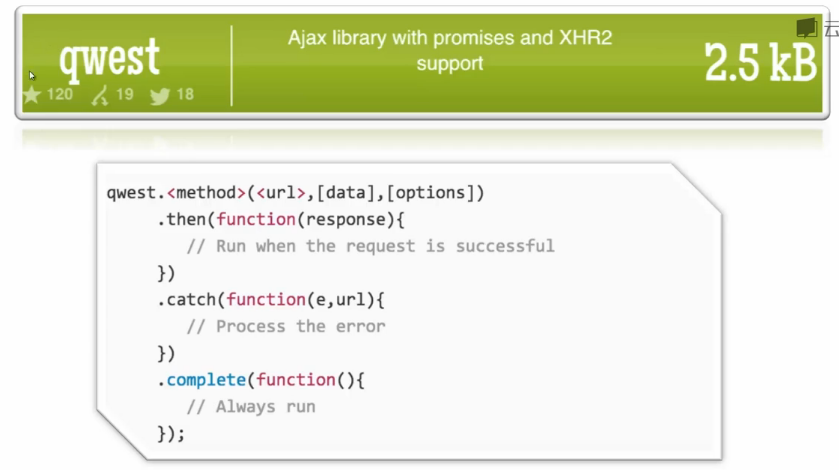 qwest
Ajax library with promises and XHR2
support
2.5 kB
120 19 18
云
qwest.<method>(<url>,[data],[options])
.then(function(response){
// Run when the request is successful
})
.catch(function(e,url){
// Process the error
})
.complete(function(){
// Always run
});